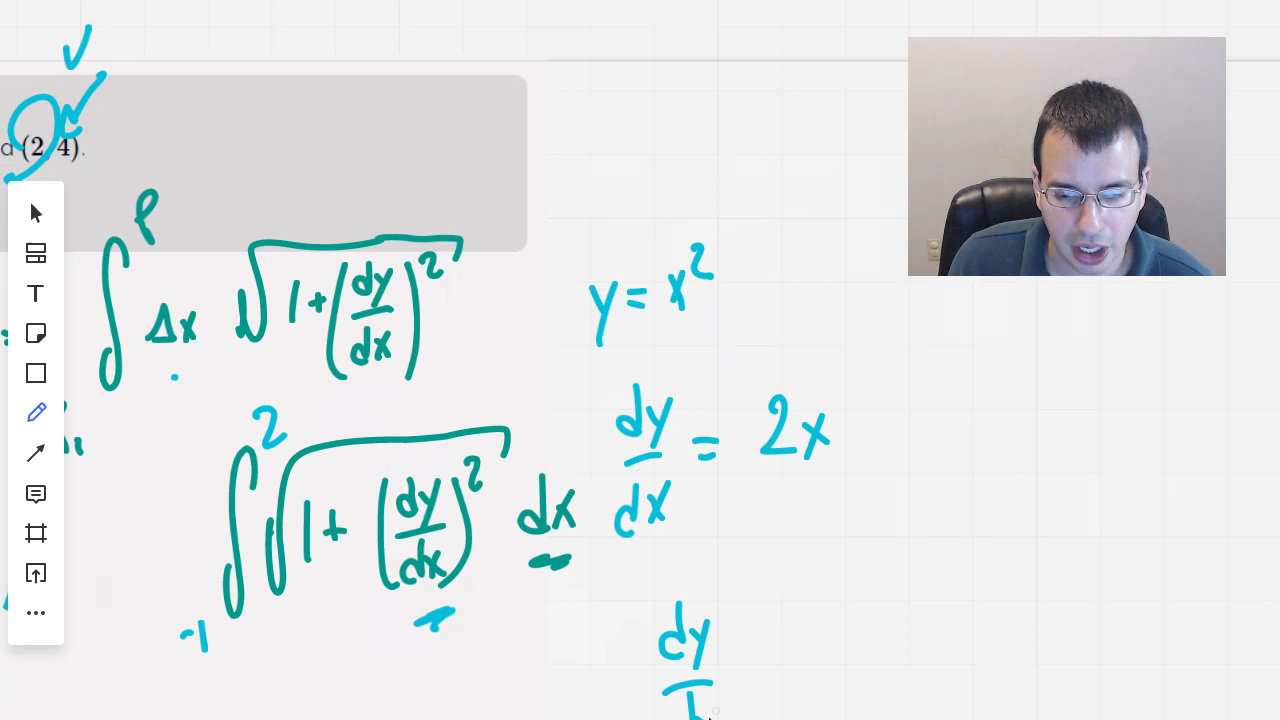 a (2, 4).
∫ᵖ Δx √(1+(dy/dx)²)
∫₋₁² √(1+(dy/dx)²) dx
y = x²
dy/dx = 2x
dy
T